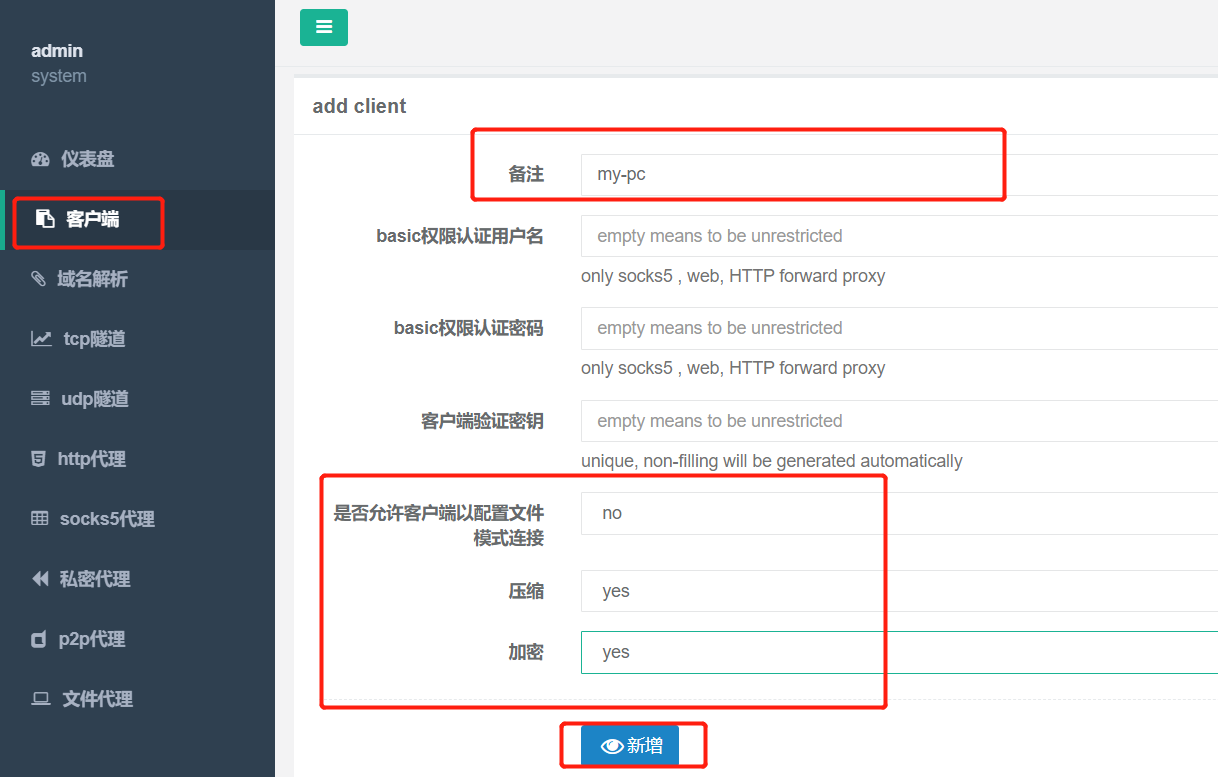 admin
system
仪表盘
客户端
域名解析
tcp隧道
udp隧道
http代理
socks5代理
私密代理
p2p代理
文件代理
add client
备注 my-pc
basic权限认证用户名 empty means to be unrestricted
only socks5 , web, HTTP forward proxy
basic权限认证密码 empty means to be unrestricted
only socks5 , web, HTTP forward proxy
客户端验证密钥 empty means to be unrestricted
unique, non-filling will be generated automatically
是否允许客户端以配置文件 no
模式连接
压缩 yes
加密 yes
新增